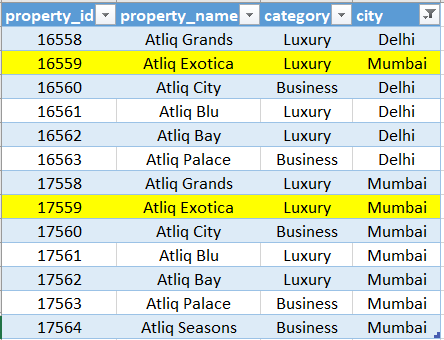 property_id property_name category city
16558 Atliq Grands Luxury Delhi
16559 Atliq Exotica Luxury Mumbai
16560 Atliq City Business Delhi
16561 Atliq Blu Luxury Delhi
16562 Atliq Bay Luxury Delhi
16563 Atliq Palace Business Delhi
17558 Atliq Grands Luxury Mumbai
17559 Atliq Exotica Luxury Mumbai
17560 Atliq City Business Mumbai
17561 Atliq Blu Luxury Mumbai
17562 Atliq Bay Luxury Mumbai
17563 Atliq Palace Business Mumbai
17564 Atliq Seasons Business Mumbai